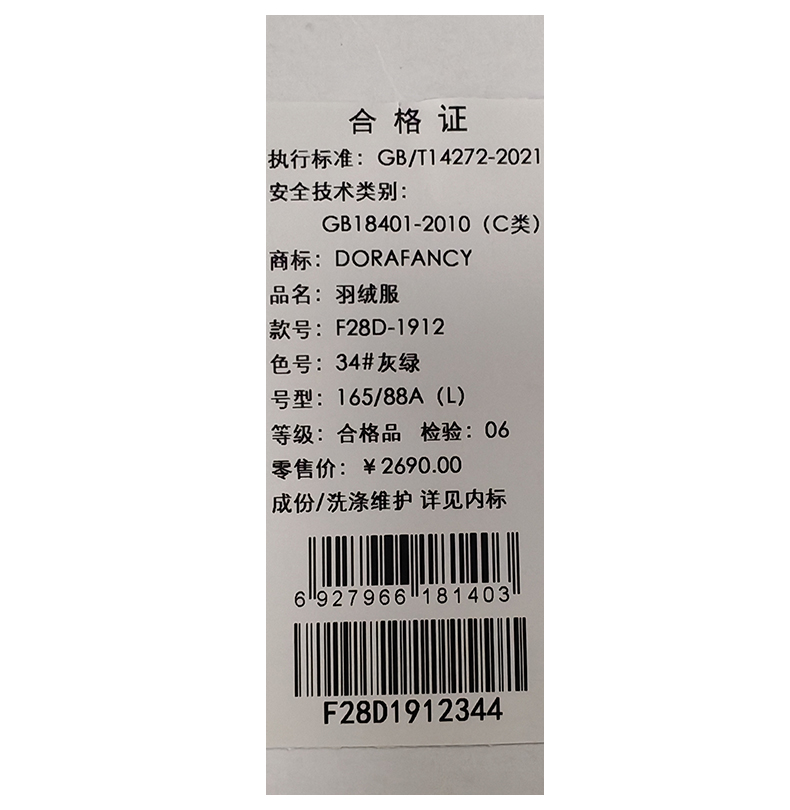 合格证
执行标准：GB/T14272-2021
安全技术类别：
GB18401-2010（C类）
商标：DORAFANCY
品名：羽绒服
款号：F28D-1912
色号：34#灰绿
号型：165/88A（L）
等级：合格品 检验：06
零售价：￥2690.00
成份/洗涤维护 详见内标
6927966181403
F28D1912344